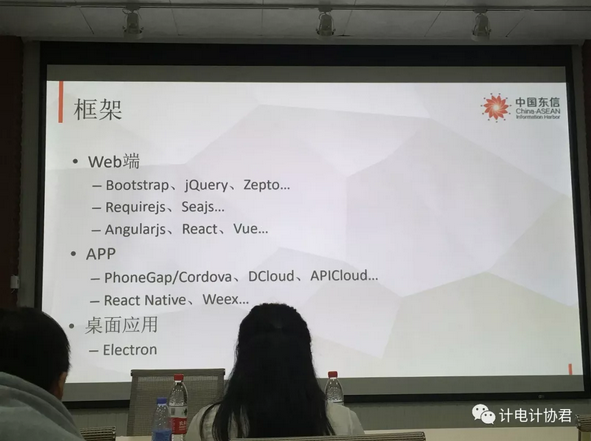 框架
中国东信
China-ASEAN
Information Harbor
• Web端
– Bootstrap、jQuery、Zepto…
– Requirejs、Seajs…
– Angularjs、React、Vue…
• APP
– PhoneGap/Cordova、DCloud、APICloud…
– React Native、Weex…
• 桌面应用
– Electron
计电计协君